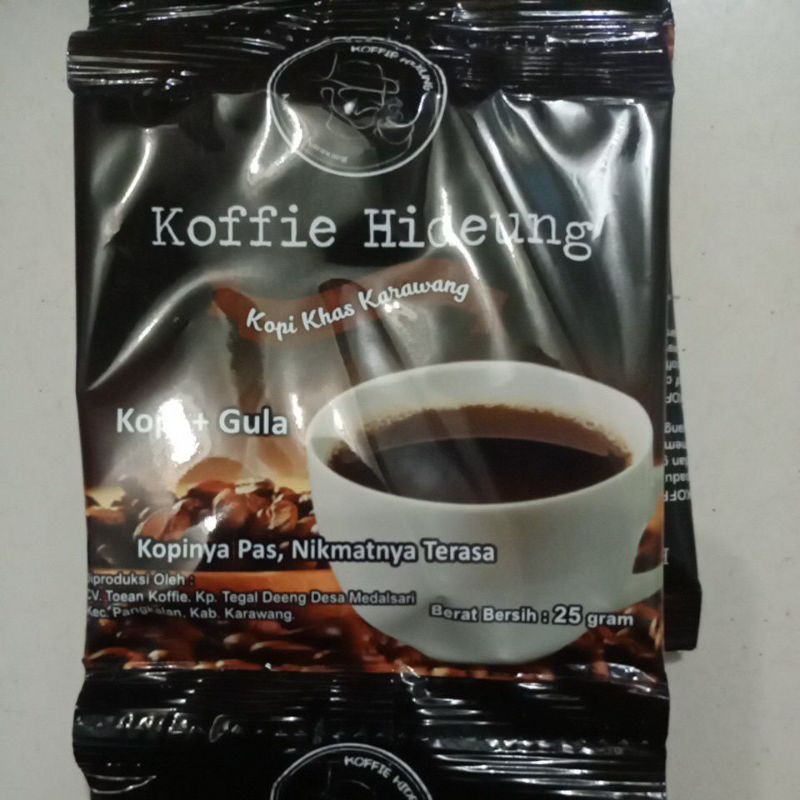 KOFFIE HIDEUNG
Koffie Hideung
Kopi Khas Karawang
Kopi + Gula
Kopinya Pas, Nikmatnya Terasa
Diproduksi Oleh :
CV. Toean Koffie. Kp. Tegal Deeng Desa Medalsari
Kec. Pangkalan, Kab. Karawang.
Berat Bersih : 25 gram
KOFFIE